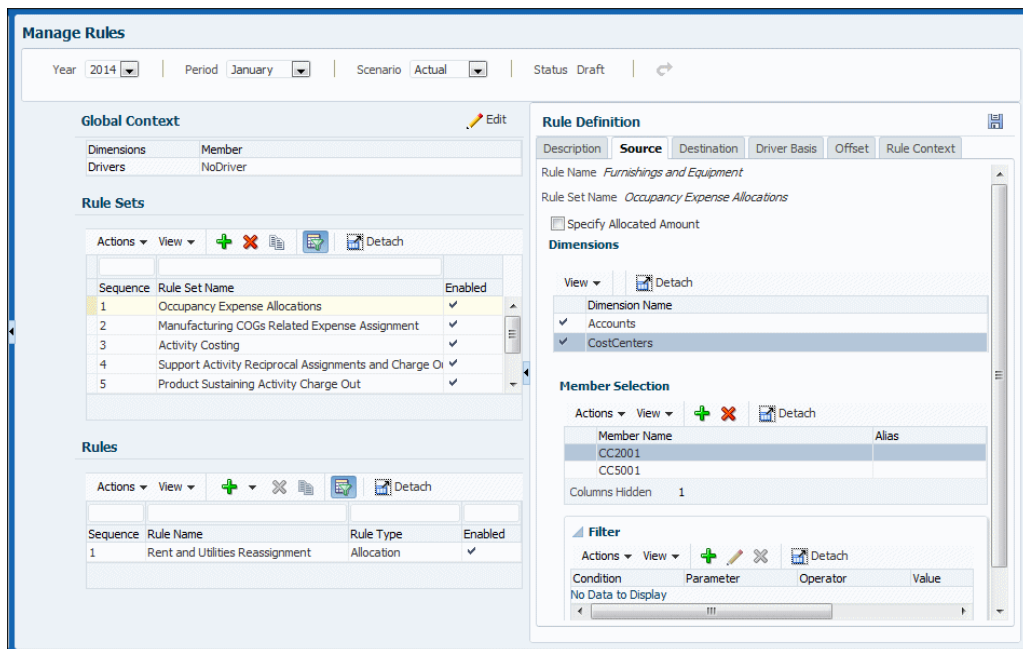 Manage Rules
Year 2014 Period January Scenario Actual Status Draft
Global Context Edit
Dimensions Member
Drivers NoDriver
Rule Sets
Actions View Detach
Sequence Rule Set Name Enabled
1 Occupancy Expense Allocations
2 Manufacturing COGs Related Expense Assignment
3 Activity Costing
4 Support Activity Reciprocal Assignments and Charge Ou
5 Product Sustaining Activity Charge Out
Rules
Actions View Detach
Sequence Rule Name Rule Type Enabled
1 Rent and Utilities Reassignment Allocation
Rule Definition
Description Source Destination Driver Basis Offset Rule Context
Rule Name Furnishings and Equipment
Rule Set Name Occupancy Expense Allocations
Specify Allocated Amount
Dimensions
View Detach
Dimension Name
Accounts
CostCenters
Member Selection
Actions View Detach
Member Name Alias
CC2001
CC5001
Columns Hidden 1
Filter
Actions View Detach
Condition Parameter Operator Value
No Data to Display